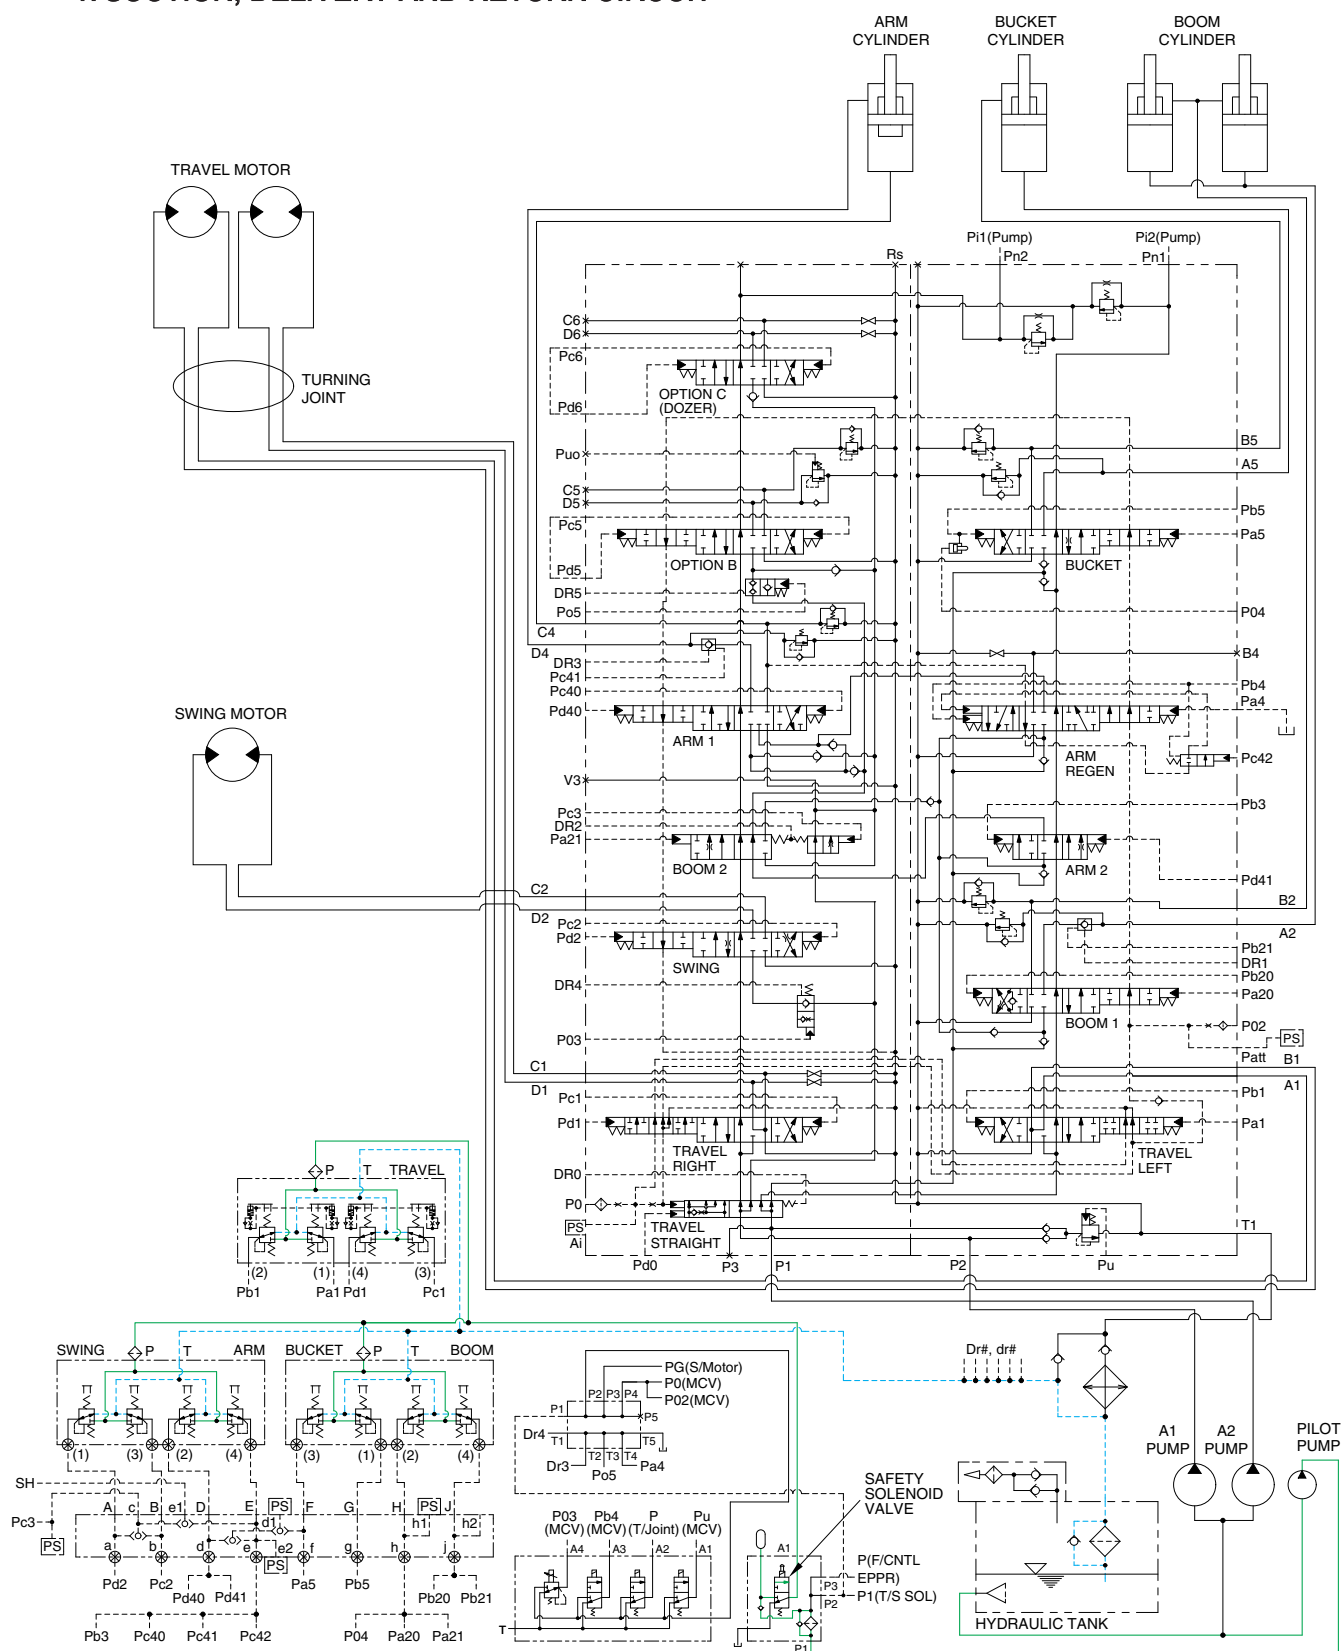 ARM
CYLINDER
BUCKET
CYLINDER
BOOM
CYLINDER
TRAVEL MOTOR
TURNING
JOINT
SWING MOTOR
Pi1(Pump)
Pn2
Pi2(Pump)
Pn1
Rs
C6
D6
Pc6
OPTION C
(DOZER)
Pd6
Puo
B5
A5
C5
D5
Pc5
Pb5
Pa5
OPTION B
BUCKET
Pd5
DR5
Po5
P04
C4
D4
DR3
Pc41
B4
Pc40
Pb4
Pa4
Pd40
ARM 1
ARM
REGEN
Pc42
V3
Pc3
DR2
Pa21
Pb3
BOOM 2
ARM 2
Pd41
C2
D2
B2
A2
Pc2
Pd2
SWING
Pb21
DR1
Pb20
DR4
Pa20
BOOM 1
P02
PS
P03
Patt
C1
D1
B1
A1
Pc1
Pb1
Pd1
Pa1
TRAVEL
RIGHT
TRAVEL
LEFT
DR0
P0
PS
Ai
TRAVEL
STRAIGHT
T1
Pd0
P3
P1
P2
Pu
P T TRAVEL
(2) (1) (4) (3)
Pb1 Pa1 Pd1 Pc1
SWING P T ARM
BUCKET P T BOOM
(1) (3) (2) (4)
(3) (1) (2) (4)
SH
Pc3
PS
A c B e1 D E d1 PS F G H PS J
h1 h2
a b d e e2 f g h j
PS
Pd2 Pc2 Pd40 Pd41 Pa5 Pb5 Pb20 Pb21
Pb3 Pc40 Pc41 Pc42 P04 Pa20 Pa21
PG(S/Motor)
P0(MCV)
P02(MCV)
P1 P2 P3 P4 P5
Dr4
T1 T2 T3 T4 T5
Dr3 Po5 Pa4
Dr#, dr#
A1
PUMP
A2
PUMP
PILOT
PUMP
SAFETY
SOLENOID
VALVE
P03
(MCV)
Pb4
(MCV)
P
(T/Joint)
Pu
(MCV)
A4 A3 A2 A1
T
A1
P(F/CNTL
EPPR)
P3
P2
P1(T/S SOL)
P1
HYDRAULIC TANK